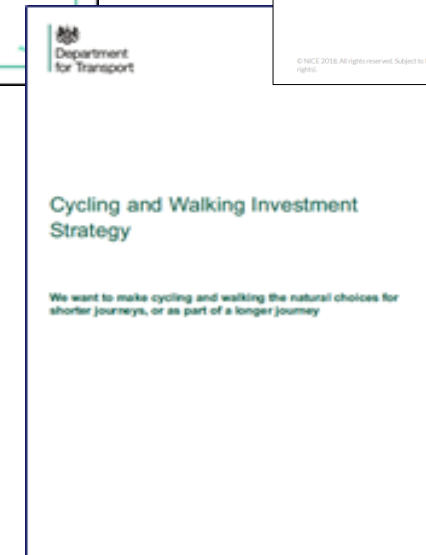 Department
for Transport
© NICE 2018. All rights reserved. Subject to
rights).
Cycling and Walking Investment
Strategy
We want to make cycling and walking the natural choices for
shorter journeys, or as part of a longer journey